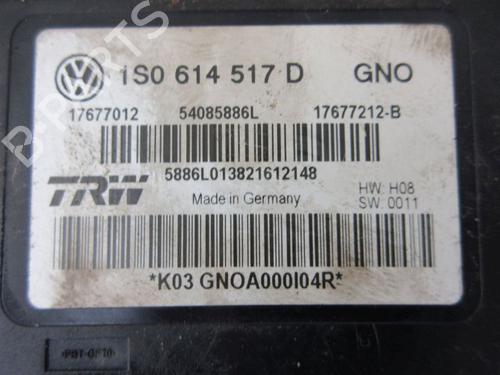 1S0 614 517 D GNO
17677012 54085886L 17677212-B
5886L013821612148
TRW Made in Germany HW: H08
SW: 0011
*K03 GNOA000I04R*
B-PARTS